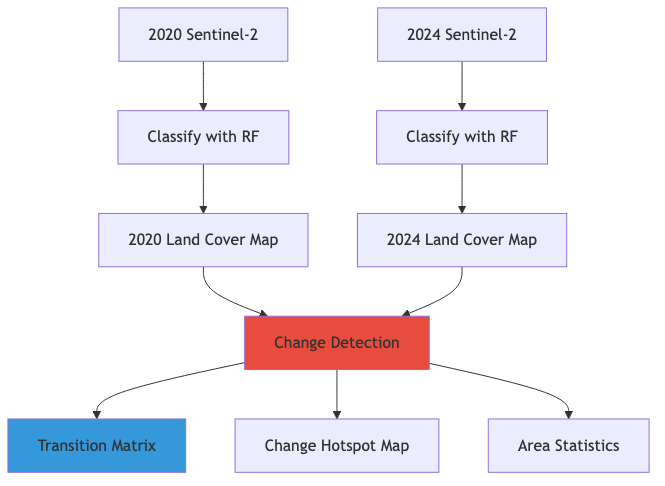 2020 Sentinel-2
2024 Sentinel-2
Classify with RF
Classify with RF
2020 Land Cover Map
2024 Land Cover Map
Change Detection
Transition Matrix
Change Hotspot Map
Area Statistics